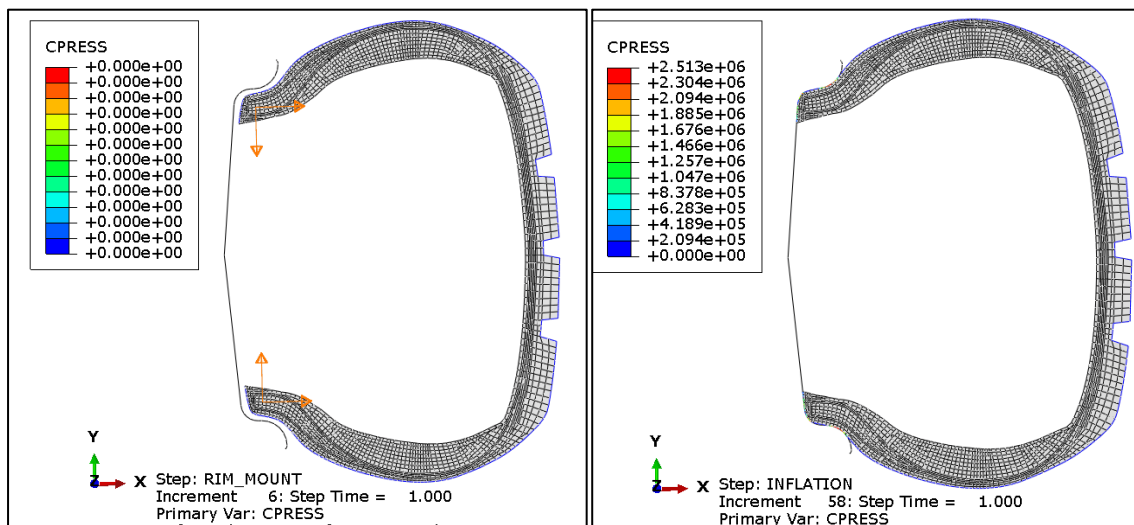 CPRESS
+0.000e+00
+0.000e+00
+0.000e+00
+0.000e+00
+0.000e+00
+0.000e+00
+0.000e+00
+0.000e+00
+0.000e+00
+0.000e+00
+0.000e+00
+0.000e+00
+0.000e+00
Y
Z
X
Step: RIM_MOUNT
Increment 6: Step Time = 1.000
Primary Var: CPRESS
CPRESS
+2.513e+06
+2.304e+06
+2.094e+06
+1.885e+06
+1.676e+06
+1.466e+06
+1.257e+06
+1.047e+06
+8.378e+05
+6.283e+05
+4.189e+05
+2.094e+05
+0.000e+00
Y
Z
X
Step: INFLATION
Increment 58: Step Time = 1.000
Primary Var: CPRESS